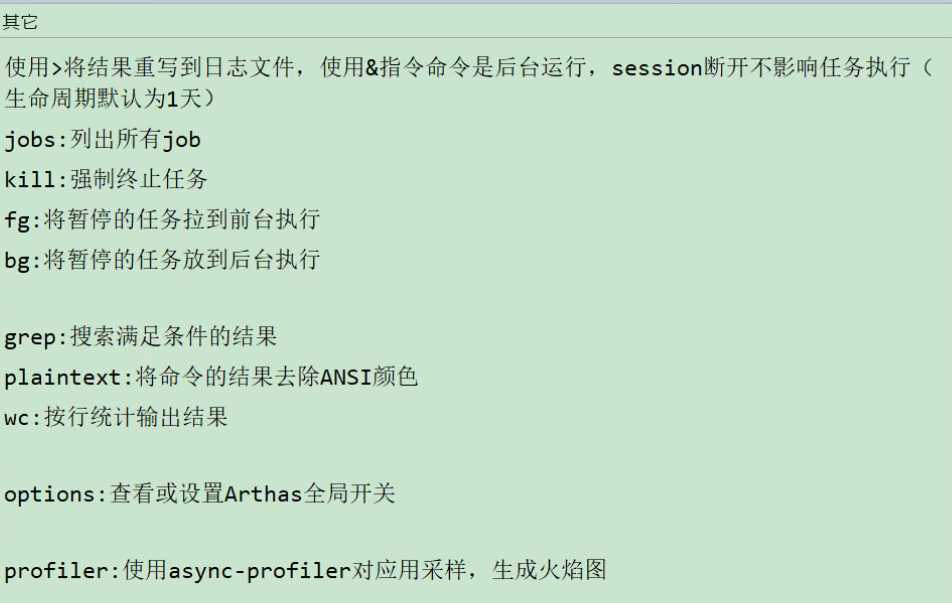 其它
使用>将结果重写到日志文件，使用&指令命令是后台运行，session断开不影响任务执行（
生命周期默认为1天）
jobs:列出所有job
kill:强制终止任务
fg:将暂停的任务拉到前台执行
bg:将暂停的任务放到后台执行
grep:搜索满足条件的结果
plaintext:将命令的结果去除ANSI颜色
wc:按行统计输出结果
options:查看或设置Arthas全局开关
profiler:使用async-profiler对应用采样，生成火焰图